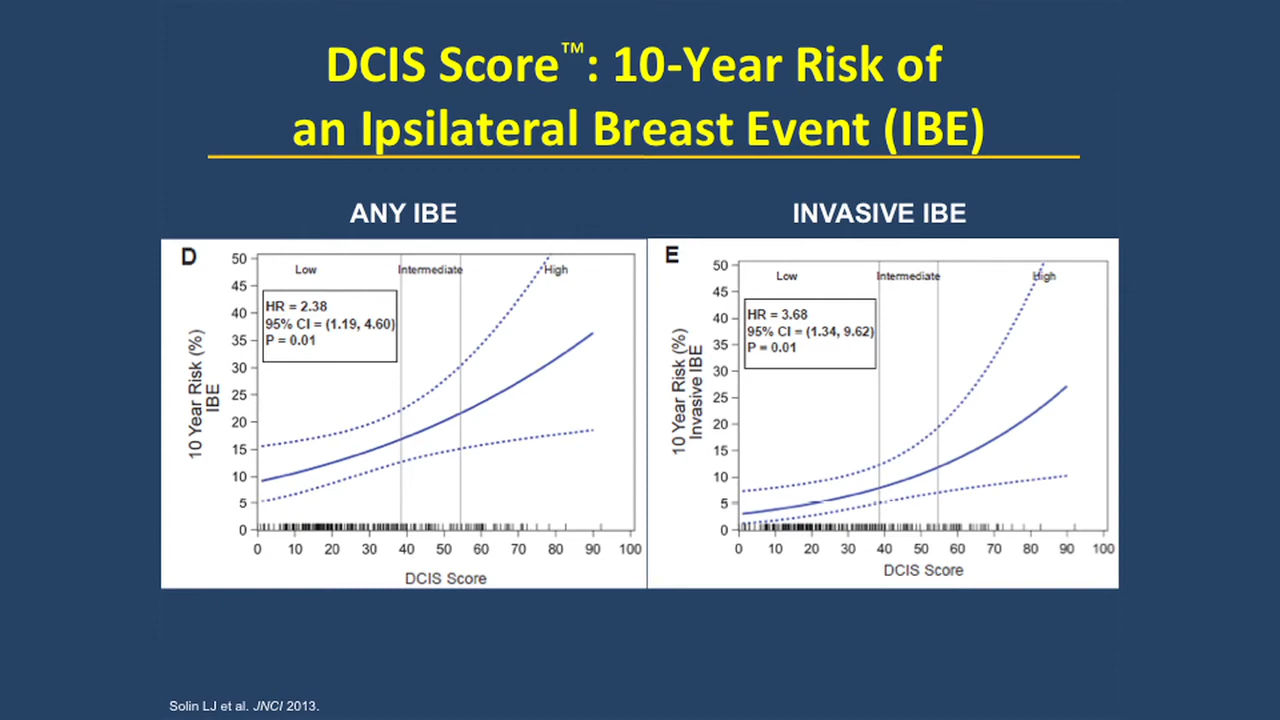 DCIS Score™: 10-Year Risk of
an Ipsilateral Breast Event (IBE)
ANY IBE
INVASIVE IBE
D
Low
Intermediate
High
HR = 2.38
95% CI = (1.19, 4.60)
P = 0.01
10 Year Risk (%)
IBE
50
45
40
35
30
25
20
15
10
5
0
0 10 20 30 40 50 60 70 80 90 100
DCIS Score
E
Low
Intermediate
High
HR = 3.68
95% CI = (1.34, 9.62)
P = 0.01
10 Year Risk (%)
Invasive IBE
50
45
40
35
30
25
20
15
10
5
0
0 10 20 30 40 50 60 70 80 90 100
DCIS Score
Solin LJ et al. JNCI 2013.